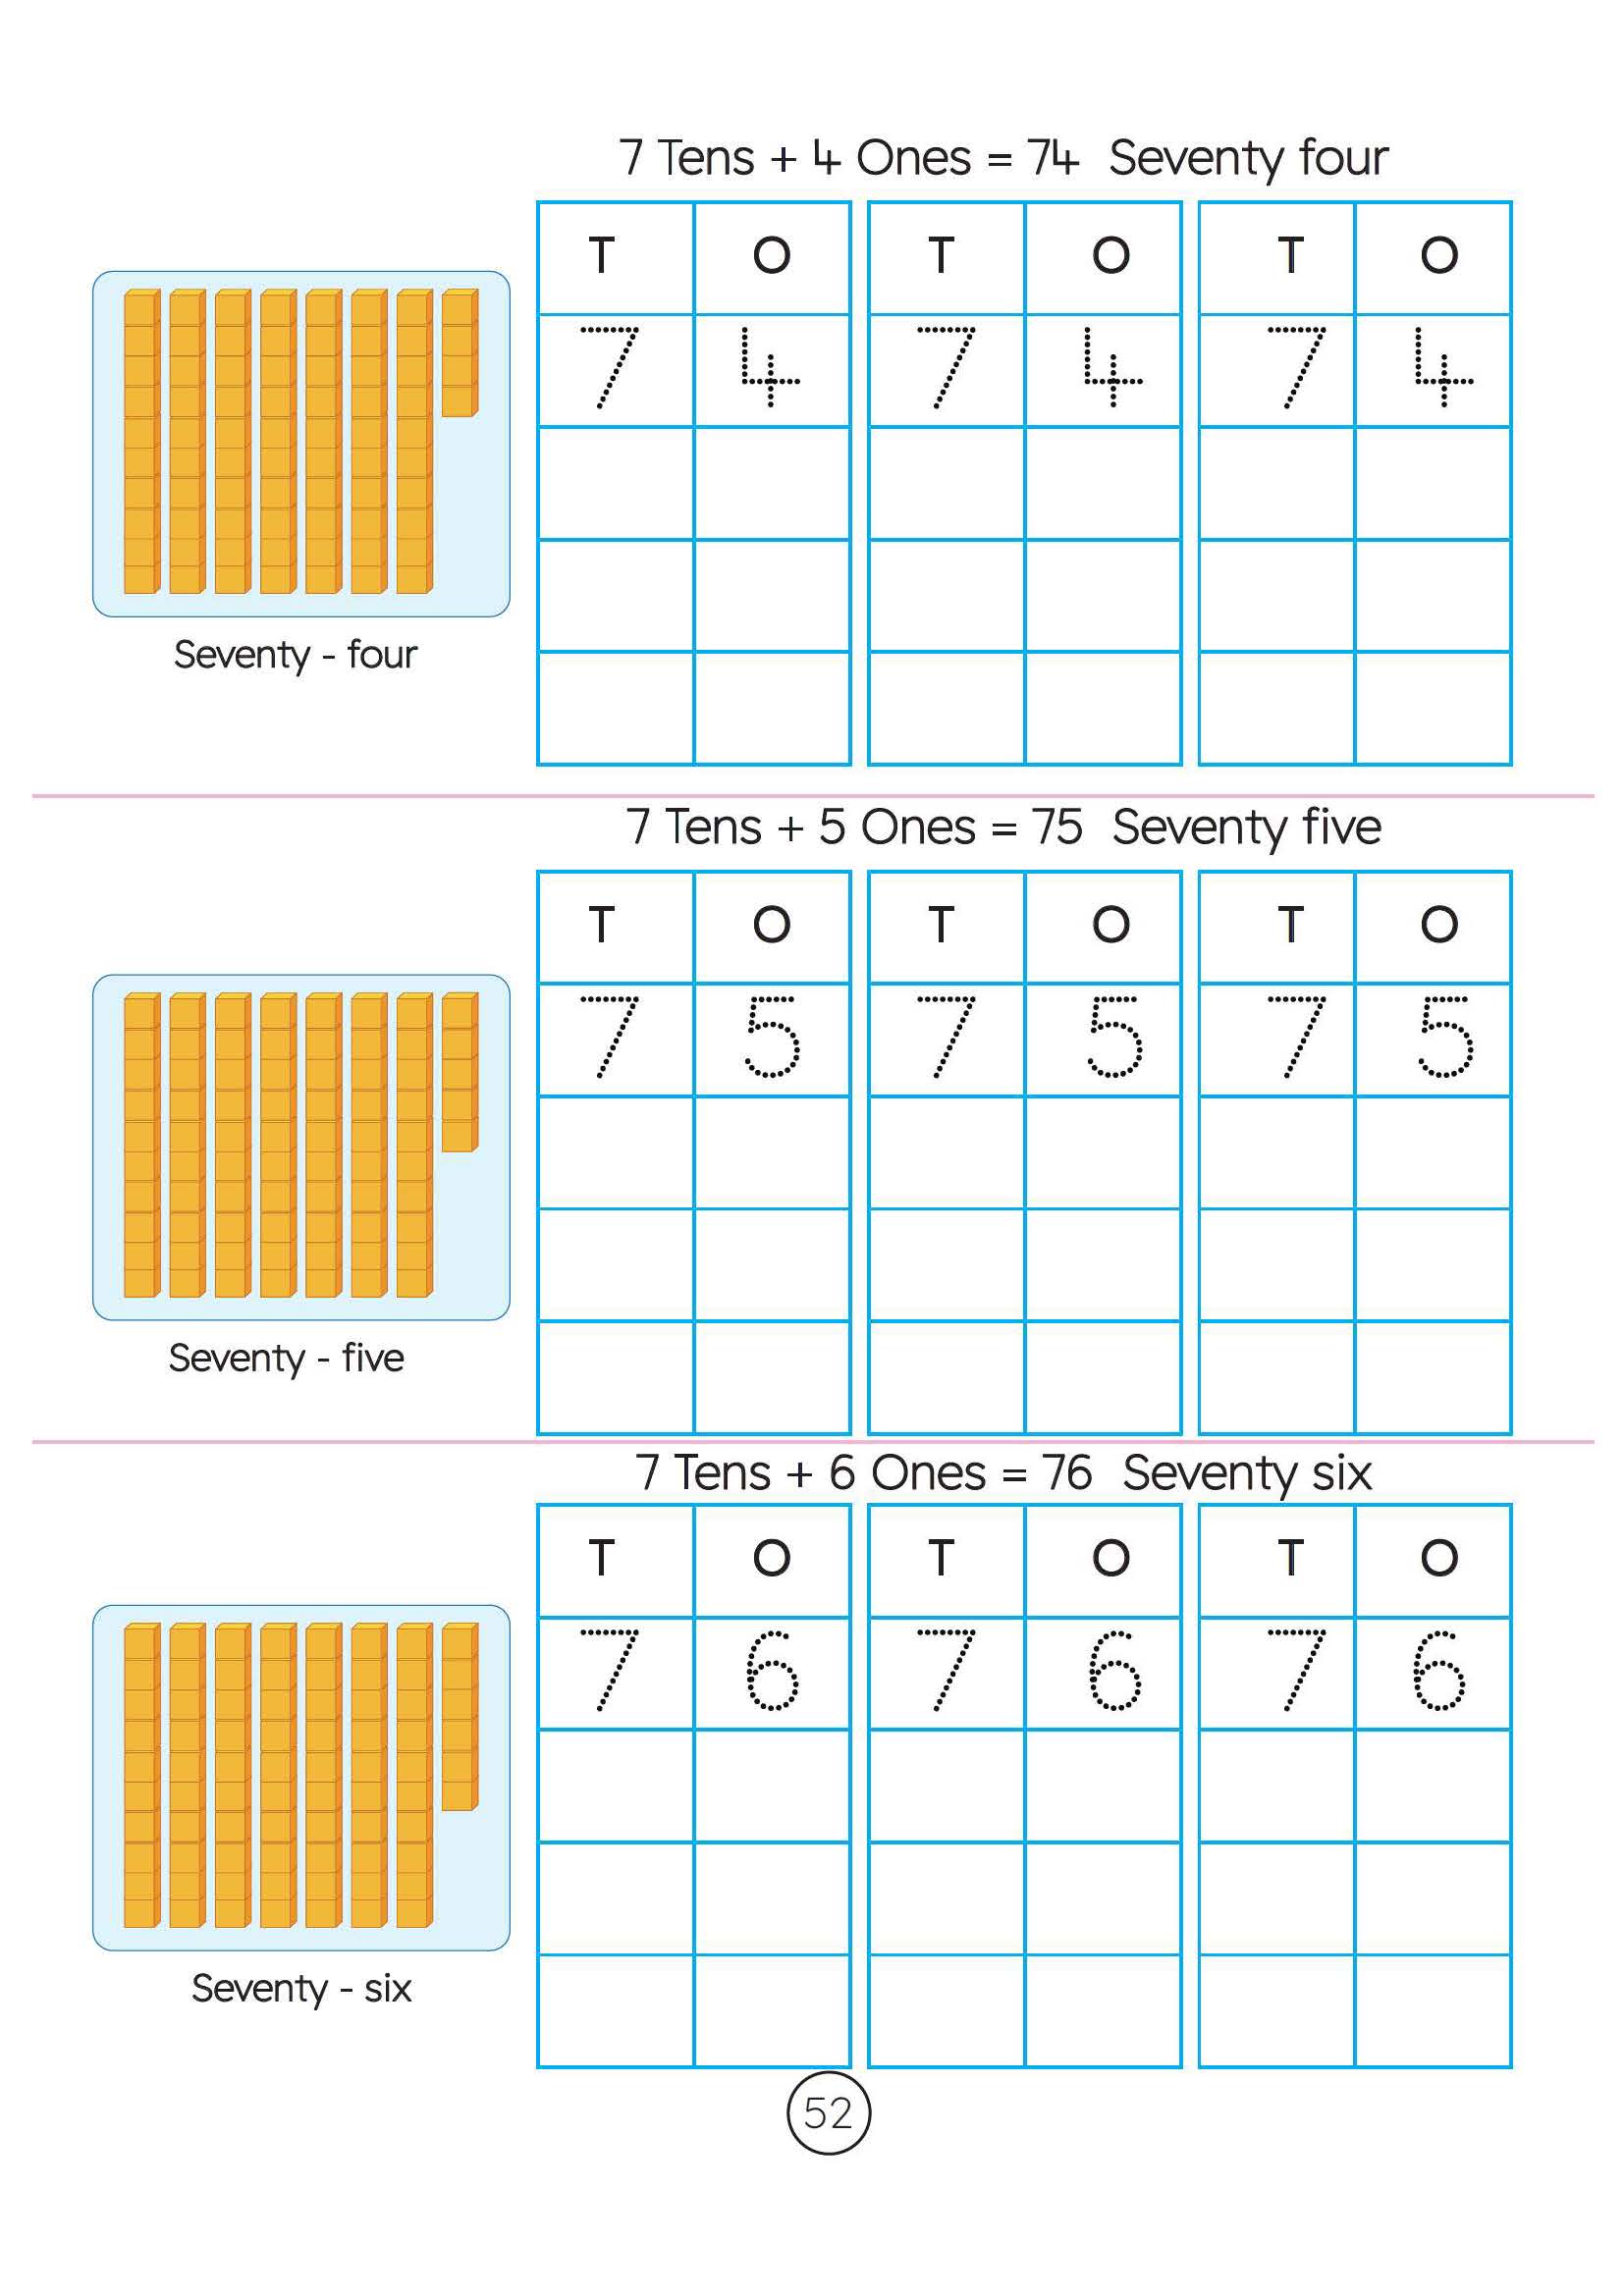 7 Tens + 4 Ones = 74 Seventy four
T O T O T O
7 4 7 4 7 4
Seventy - four
7 Tens + 5 Ones = 75 Seventy five
T O T O T O
7 5 7 5 7 5
Seventy - five
7 Tens + 6 Ones = 76 Seventy six
T O T O T O
7 6 7 6 7 6
Seventy - six
52